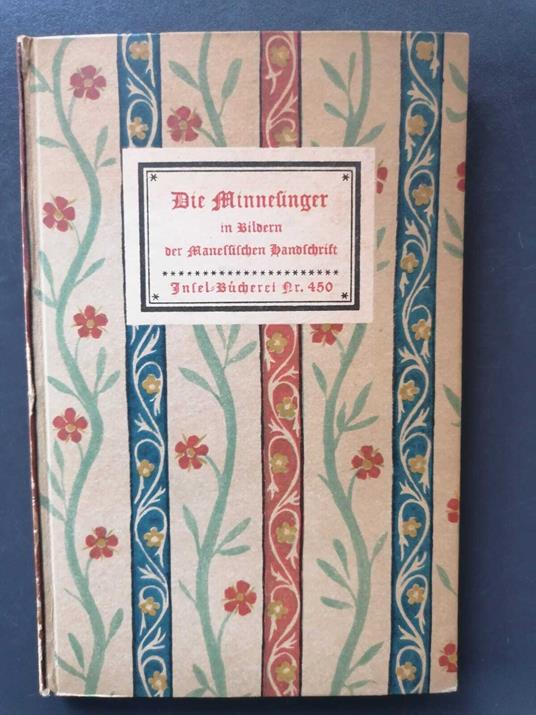 Die Minnesinger
in Bildern
der Manessischen Handschrift
Insel-Bücherei Nr. 450